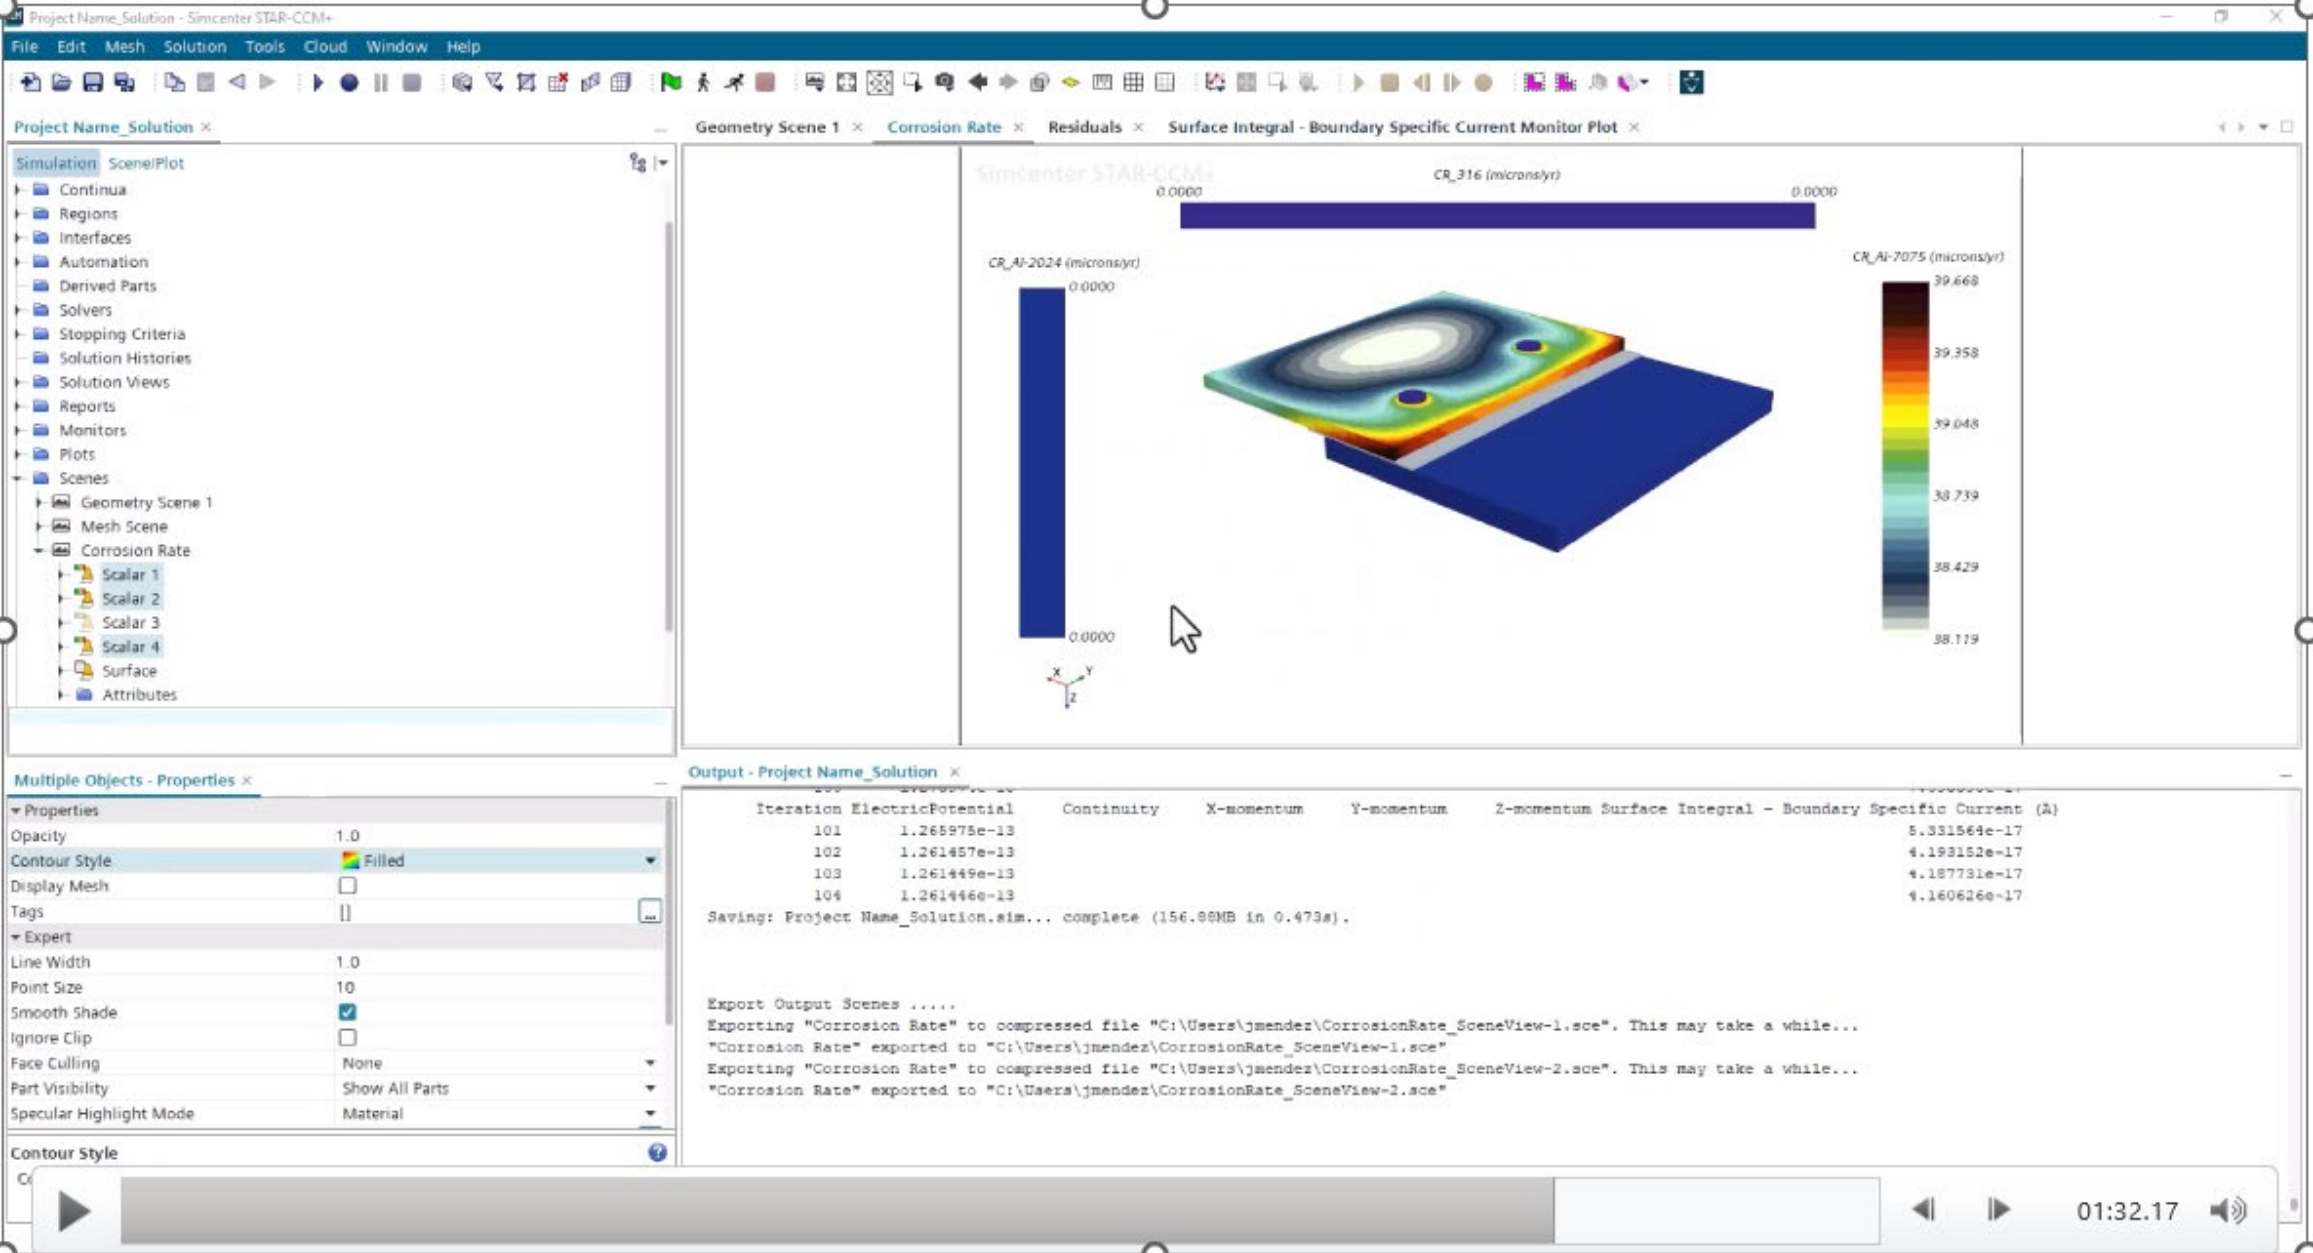 Project Name_Solution - Simcenter STAR-CCM+
File Edit Mesh Solution Tools Cloud Window Help
Project Name_Solution ×
Simulation Scene/Plot
Continua
Regions
Interfaces
Automation
Derived Parts
Solvers
Stopping Criteria
Solution Histories
Solution Views
Reports
Monitors
Plots
Scenes
Geometry Scene 1
Mesh Scene
Corrosion Rate
Scalar 1
Scalar 2
Scalar 3
Scalar 4
Surface
Attributes
Multiple Objects - Properties ×
Properties
Opacity 1.0
Contour Style Filled
Display Mesh
Tags []
Expert
Line Width 1.0
Point Size 10
Smooth Shade
Ignore Clip
Face Culling None
Part Visibility Show All Parts
Specular Highlight Mode Material
Contour Style
Geometry Scene 1 × Corrosion Rate × Residuals × Surface Integral - Boundary Specific Current Monitor Plot ×
Simcenter STAR-CCM+
CR_316 (microns/yr)
0.0000 0.0000
CR_Al-2024 (microns/yr)
0.0000
0.0000
CR_Al-7075 (microns/yr)
39.668
39.358
39.048
38.739
38.429
38.119
X Y
Z
Output - Project Name_Solution ×
Iteration ElectricPotential Continuity X-momentum Y-momentum Z-momentum Surface Integral - Boundary Specific Current (A)
101 1.265975e-13 5.331564e-17
102 1.261457e-13 4.193152e-17
103 1.261449e-13 4.187731e-17
104 1.261446e-13 4.160626e-17
Saving: Project Name_Solution.sim... complete (156.88MB in 0.473s).
Export Output Scenes .....
Exporting "Corrosion Rate" to compressed file "C:\Users\jmendez\CorrosionRate_SceneView-1.sce". This may take a while...
"Corrosion Rate" exported to "C:\Users\jmendez\CorrosionRate_SceneView-1.sce"
Exporting "Corrosion Rate" to compressed file "C:\Users\jmendez\CorrosionRate_SceneView-2.sce". This may take a while...
"Corrosion Rate" exported to "C:\Users\jmendez\CorrosionRate_SceneView-2.sce"
01:32.17